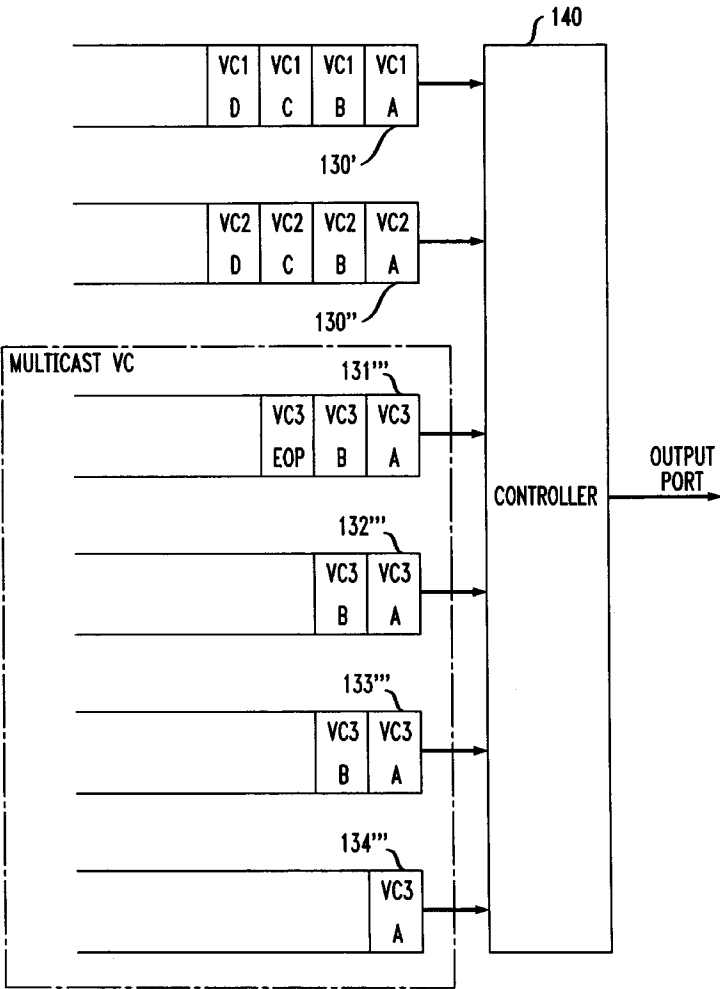 140
VC1 VC1 VC1 VC1
D C B A
130'
VC2 VC2 VC2 VC2
D C B A
130''
MULTICAST VC
131'''
VC3 VC3 VC3
EOP B A
132'''
VC3 VC3
B A
133'''
VC3 VC3
B A
134'''
VC3
A
CONTROLLER
OUTPUT
PORT